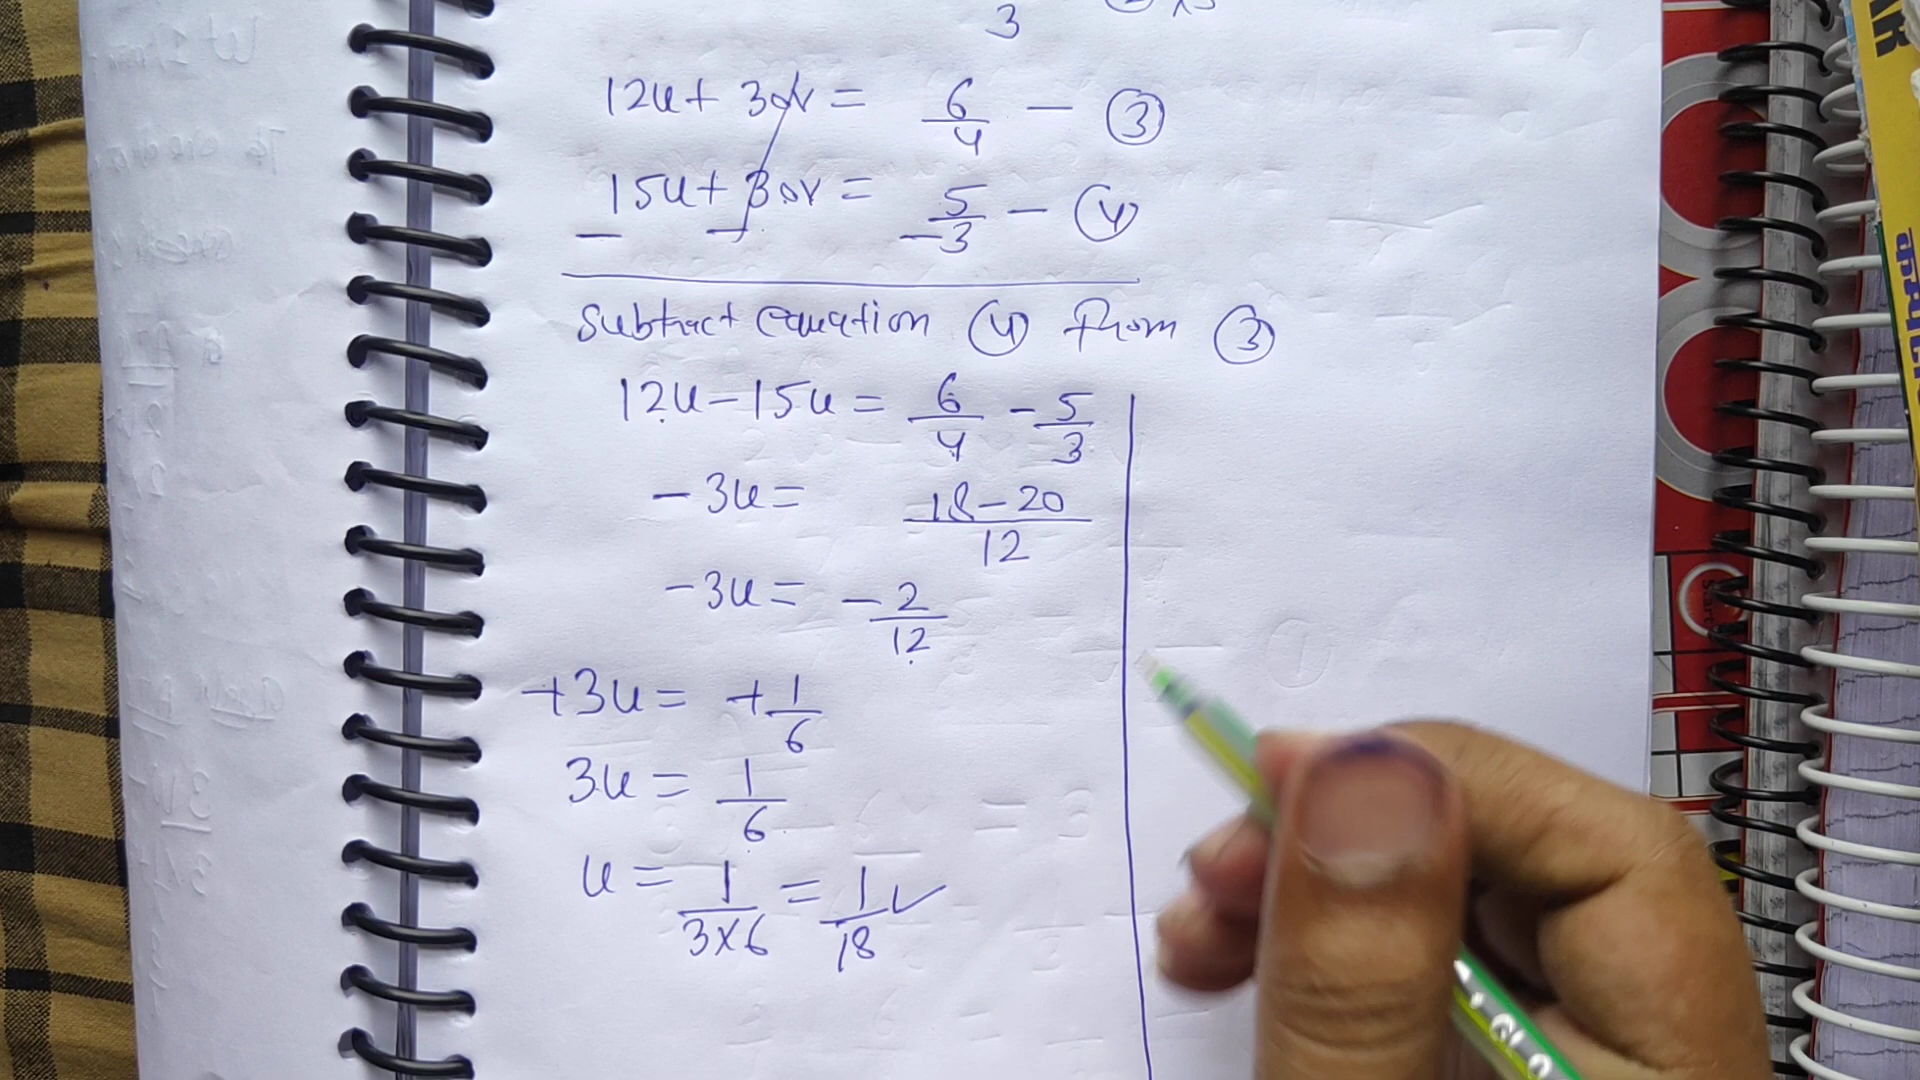 3
12u + 30v = 6/4 - ③
15u + 30v = 5/3 - ④
- - -
Subtract equation ④ from ③
12u - 15u = 6/4 - 5/3
-3u = 18-20/12
-3u = -2/12
+3u = +1/6
3u = 1/6
u = 1/3×6 = 1/18 ✓